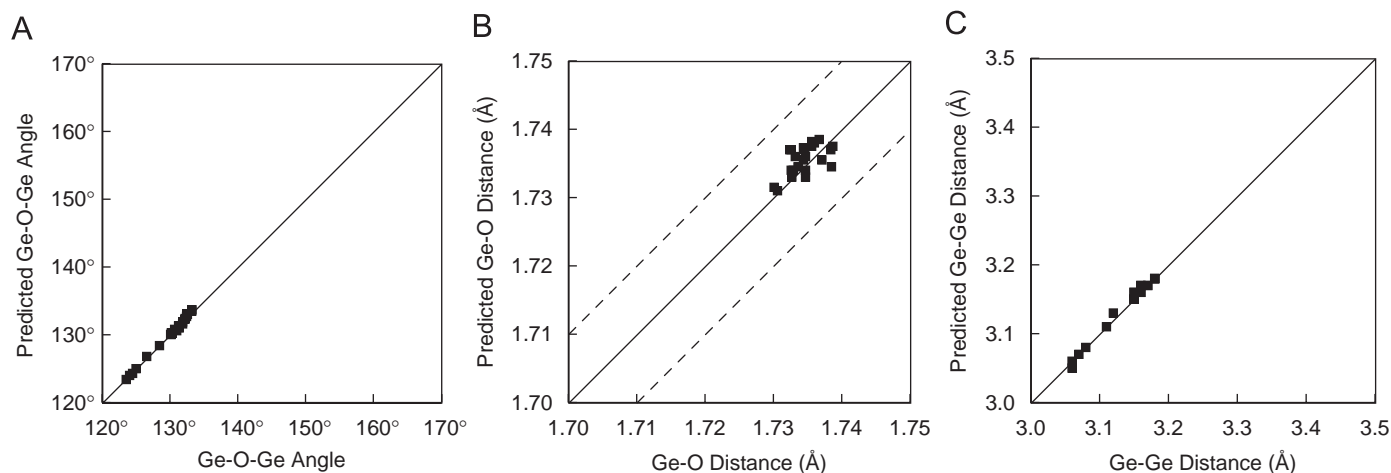 A
Predicted Ge-O-Ge Angle
170°
160°
150°
140°
130°
120°
120° 130° 140° 150° 160° 170°
Ge-O-Ge Angle
B
Predicted Ge-O Distance (Å)
1.75
1.74
1.73
1.72
1.71
1.70
1.70 1.71 1.72 1.73 1.74 1.75
Ge-O Distance (Å)
C
Predicted Ge-Ge Distance (Å)
3.5
3.4
3.3
3.2
3.1
3.0
3.0 3.1 3.2 3.3 3.4 3.5
Ge-Ge Distance (Å)